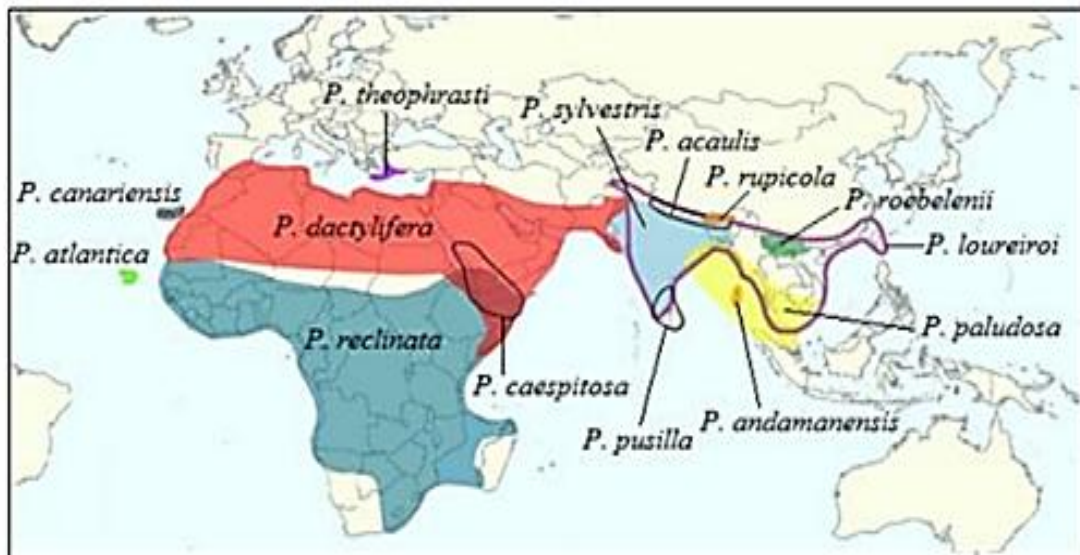 P. theophrasti
P. sylvestris
P. acaulis
P. rupicola
P. canariensis
P. roebelenii
P. dactylifera
P. loureiroi
P. atlantica
P. reclinata
P. paludosa
P. caespitosa
P. andamanensis
P. pusilla